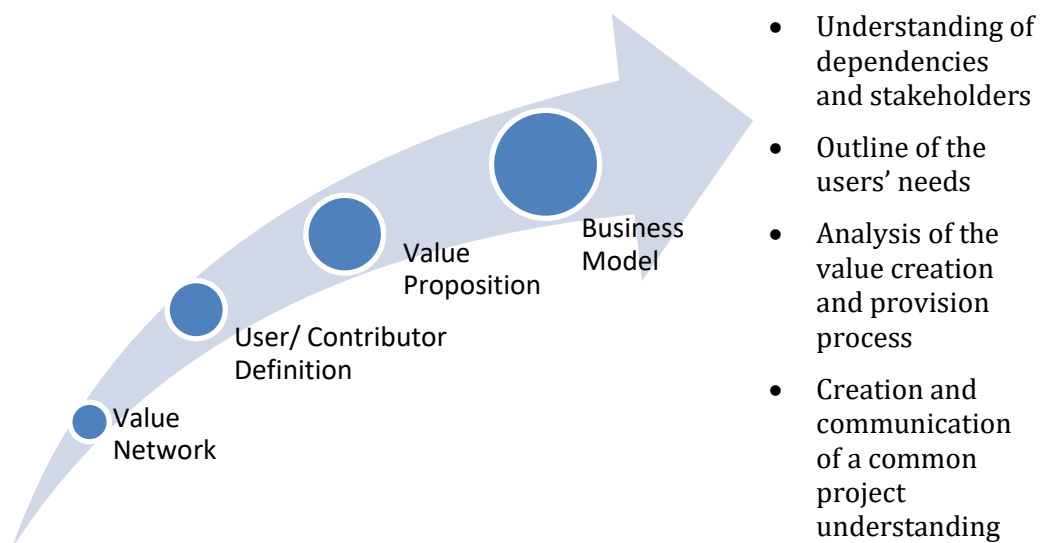 Value
Network
User/ Contributor
Definition
Value
Proposition
Business
Model
• Understanding of
dependencies
and stakeholders
• Outline of the
users’ needs
• Analysis of the
value creation
and provision
process
• Creation and
communication
of a common
project
understanding